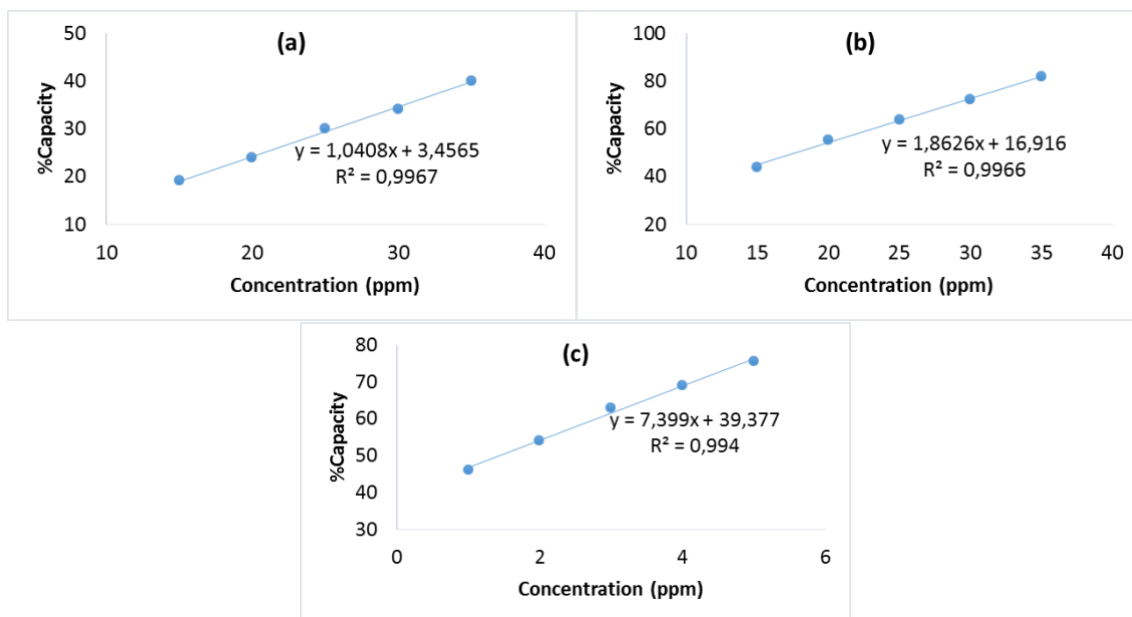 (a)
50
40
30
20
10
%Capacity
y = 1,0408x + 3,4565
R² = 0,9967
10 20 30 40
Concentration (ppm)
(b)
100
80
60
40
20
%Capacity
y = 1,8626x + 16,916
R² = 0,9966
10 15 20 25 30 35 40
Concentration (ppm)
(c)
80
70
60
50
40
30
%Capacity
y = 7,399x + 39,377
R² = 0,994
0 2 4 6
Concentration (ppm)